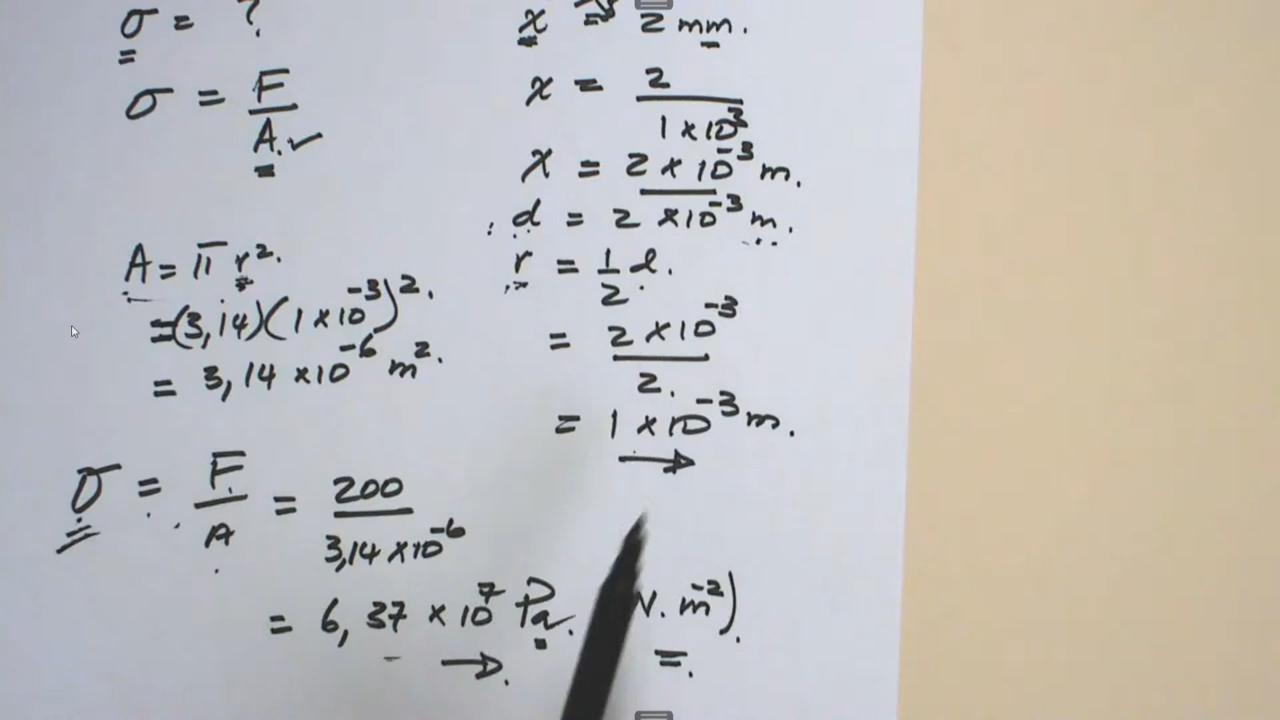 σ = ?
σ = F/A. ✓
A = π r².
= (3,14)(1 × 10⁻³)².
= 3,14 × 10⁻⁶ m².
σ = F/A = 200/3,14 × 10⁻⁶
= 6,37 × 10⁷ Pa. N. m⁻²).
x ⇒ 2 mm.
x = 2/1 × 10³
x = 2 × 10⁻³ m.
: d = 2 × 10⁻³ m.
r = 1/2 d.
= 2 × 10⁻³/2.
= 1 × 10⁻³ m.